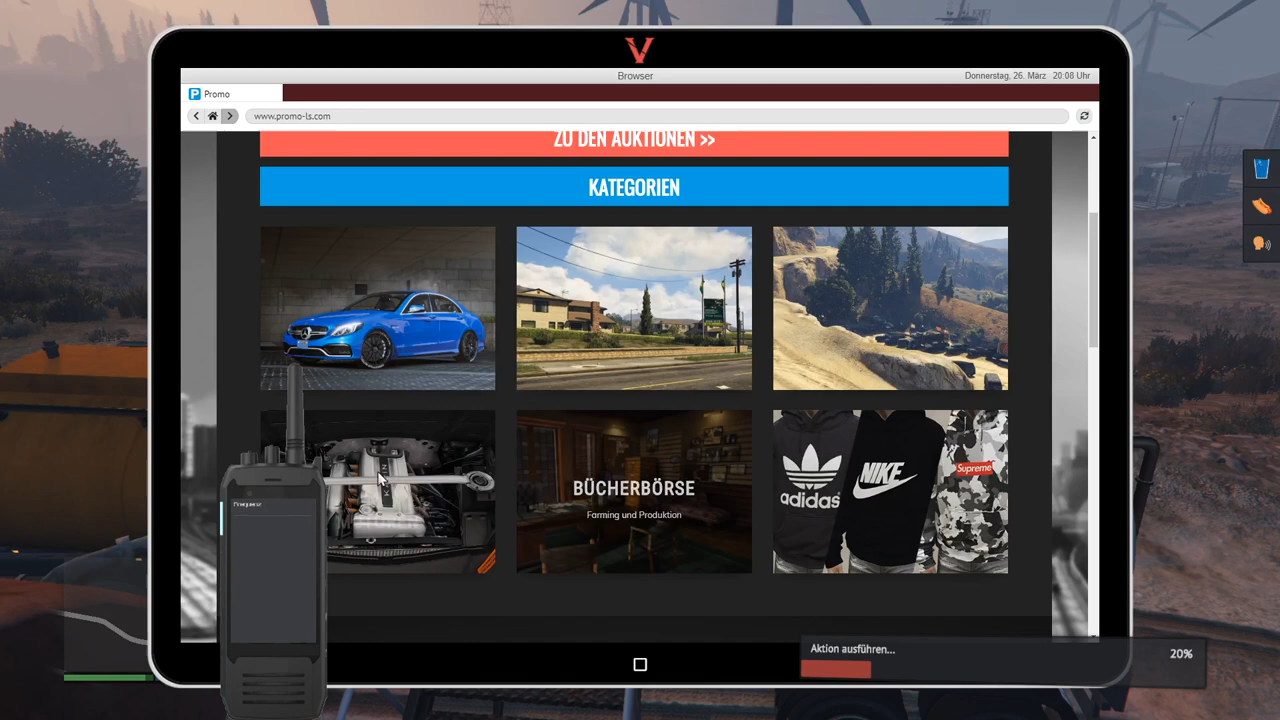 Browser
Donnerstag, 26. März 20:08 Uhr
Promo
www.promo-ls.com
ZU DEN AUKTIONEN >>
KATEGORIEN
BÜCHERBÖRSE
Farming und Produktion
adidas
NIKE
Supreme
Aktion ausführen...
20%